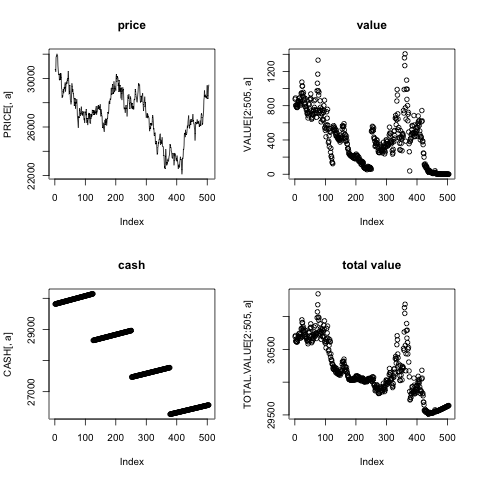 price
value
PRICE[, a]
22000
26000
30000
0
100
200
300
400
500
Index
VALUE[2:505, a]
0
400
800
1200
0
100
200
300
400
500
Index
cash
total value
CASH[, a]
27000
29000
0
100
200
300
400
500
Index
TOTAL.VALUE[2:505, a]
29500
30500
0
100
200
300
400
500
Index